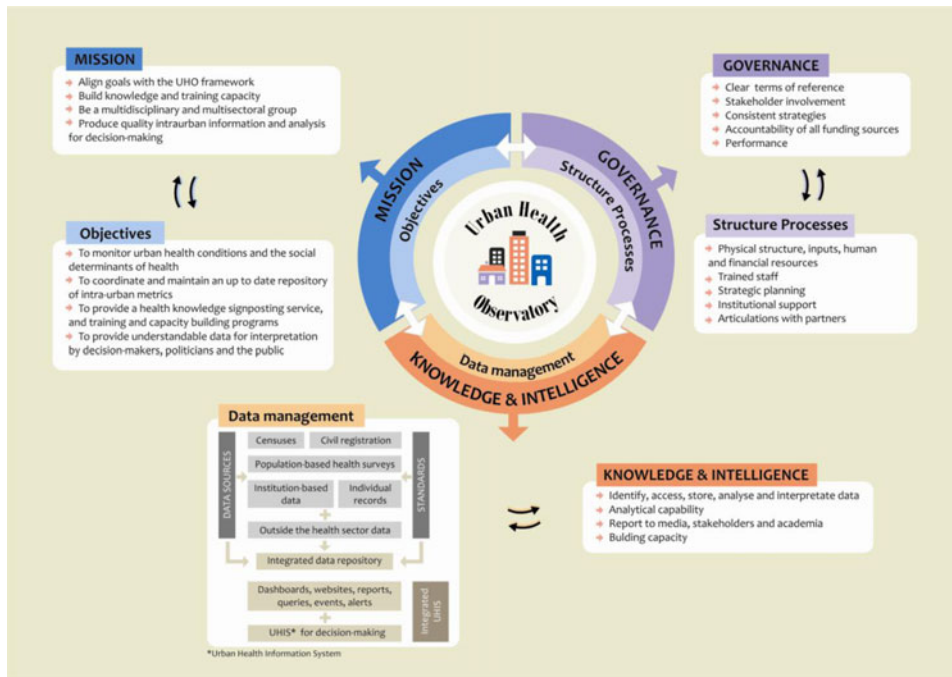 MISSION
Align goals with the UHO framework
Build knowledge and training capacity
Be a multidisciplinary and multisectoral group
Produce quality intraurban information and analysis
for decision-making
Objectives
To monitor urban health conditions and the social
determinants of health
To coordinate and maintain an up to date repository
of intra-urban metrics
To provide a health knowledge signposting service,
and training and capacity building programs
To provide understandable data for interpretation
by decision-makers, politicians and the public
MISSION
Objectives
GOVERNANCE
Structure Processes
Urban Health
Observatory
Data management
KNOWLEDGE & INTELLIGENCE
GOVERNANCE
Clear terms of reference
Stakeholder involvement
Consistent strategies
Accountability of all funding sources
Performance
Structure Processes
Physical structure, inputs, human
and financial resources
Trained staff
Strategic planning
Institutional support
Articulations with partners
Data management
DATA SOURCES
STANDARDS
Censuses
Civil registration
Population-based health surveys
Institution-based
data
Individual
records
Outside the health sector data
Integrated data repository
Dashboards, websites, reports,
queries, events, alerts
UHIS* for decision-making
Integrated
UHIS
*Urban Health Information System
KNOWLEDGE & INTELLIGENCE
Identify, access, store, analyse and interpretate data
Analytical capability
Report to media, stakeholders and academia
Bulding capacity